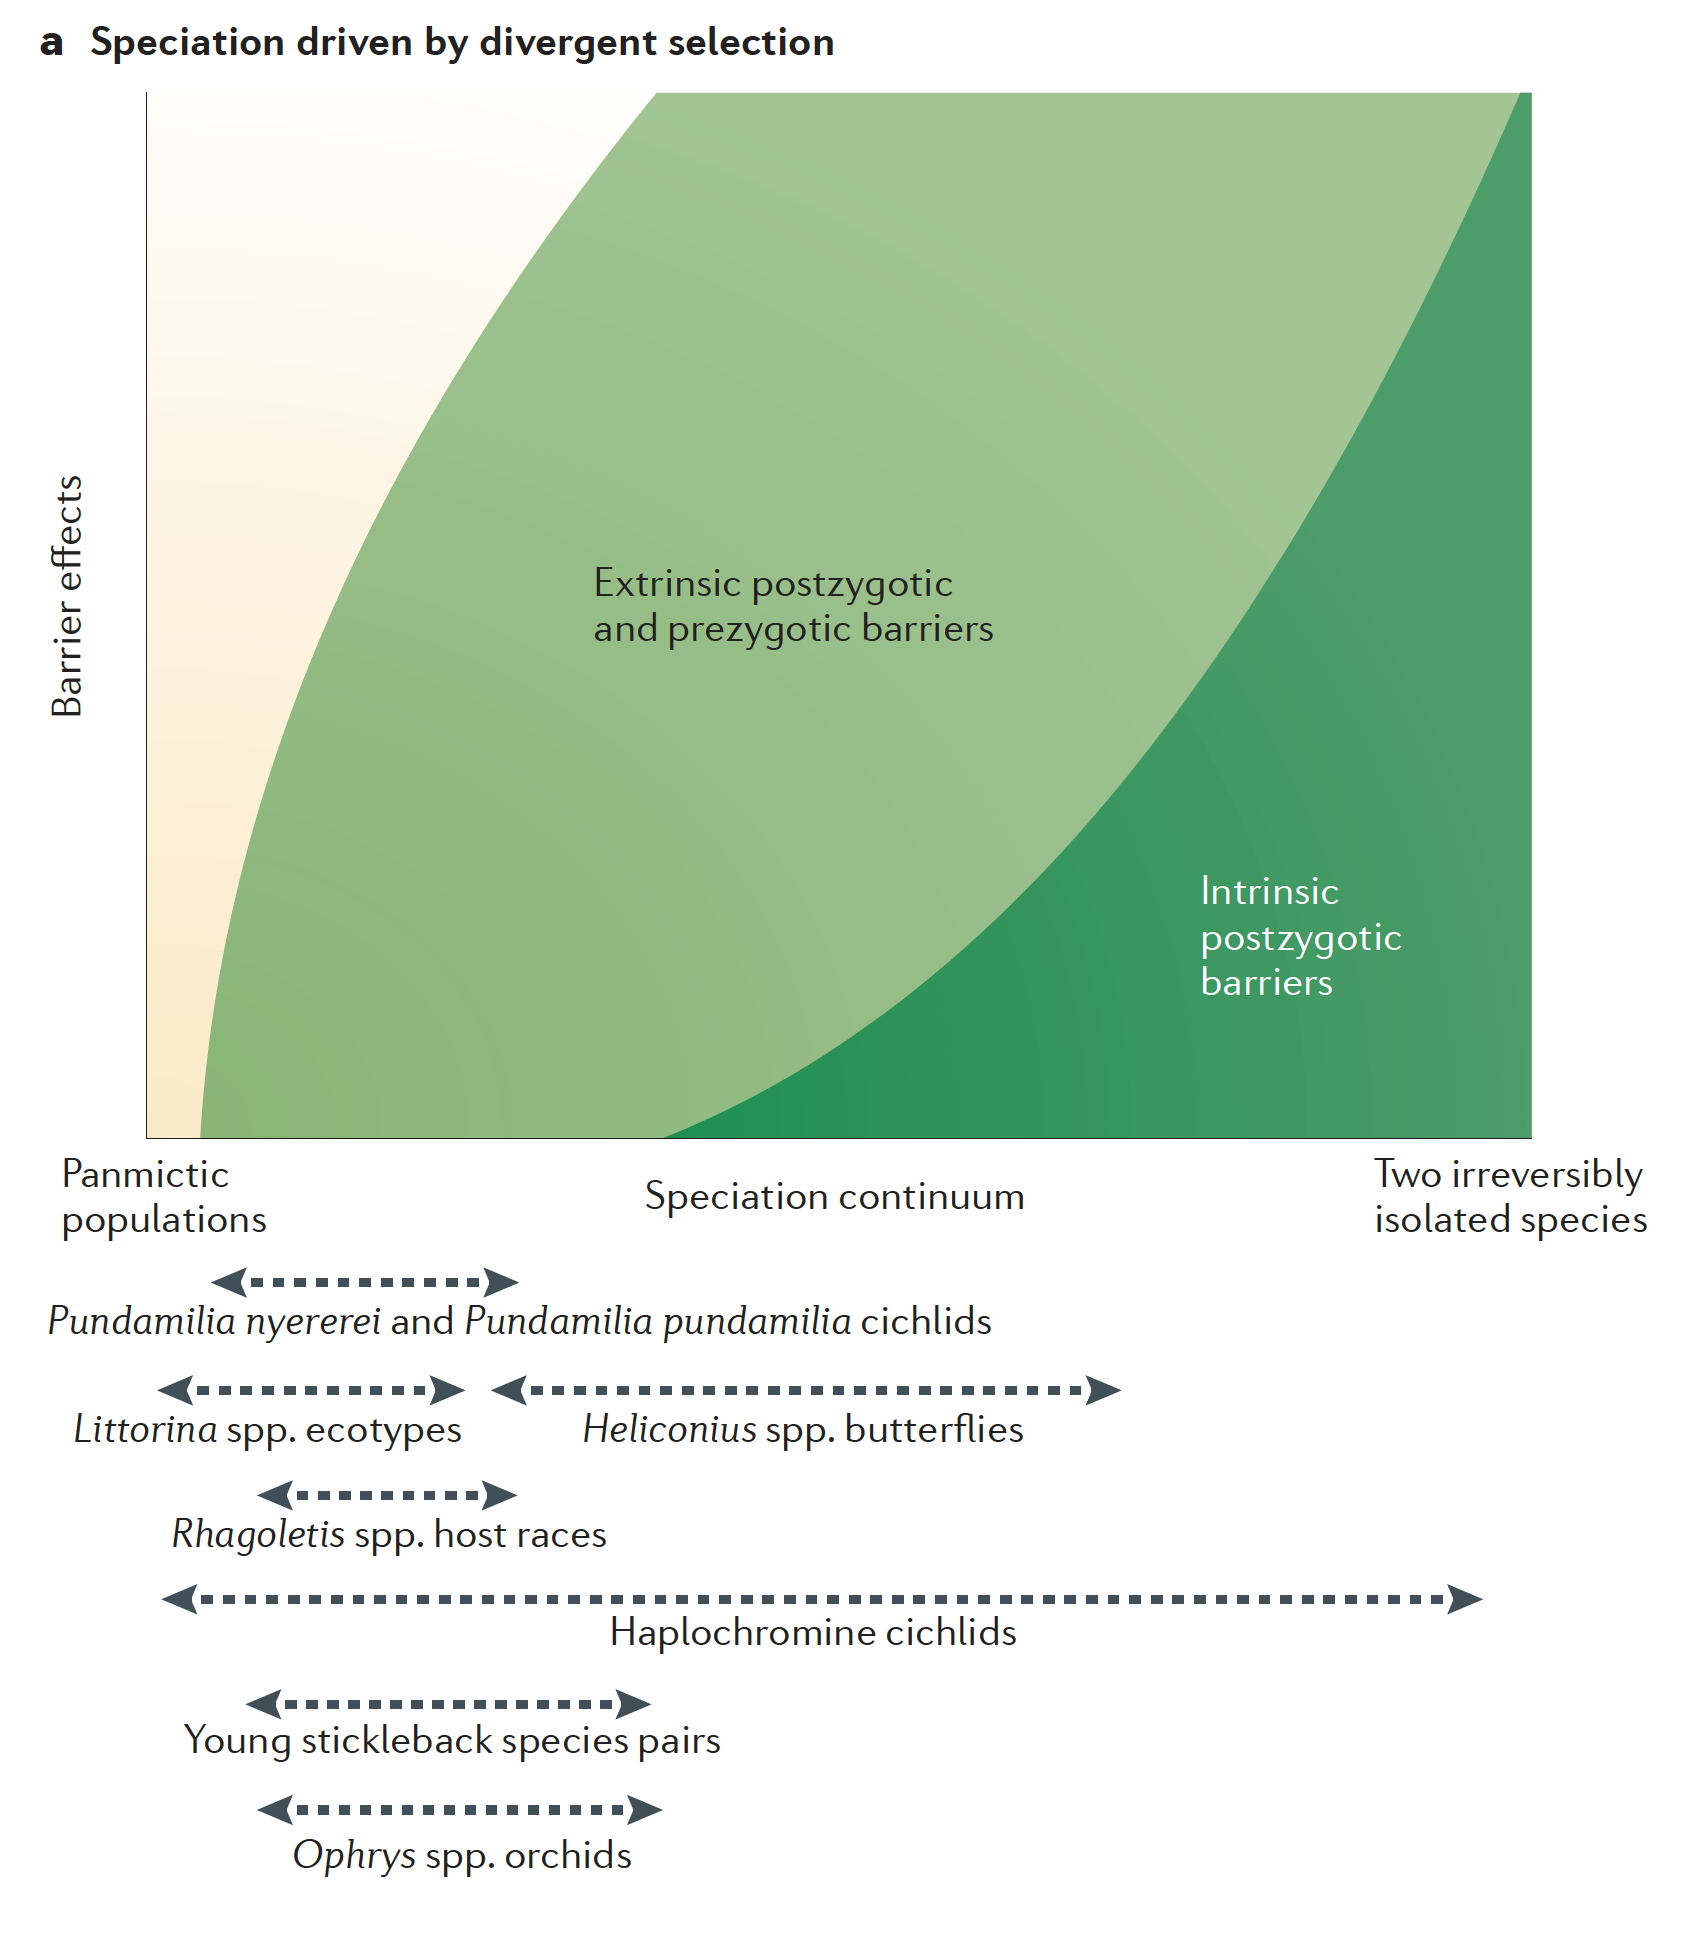 a Speciation driven by divergent selection
Barrier effects
Extrinsic postzygotic
and prezygotic barriers
Intrinsic
postzygotic
barriers
Panmictic
populations
Speciation continuum
Two irreversibly
isolated species
Pundamilia nyererei and Pundamilia pundamilia cichlids
Littorina spp. ecotypes
Heliconius spp. butterflies
Rhagoletis spp. host races
Haplochromine cichlids
Young stickleback species pairs
Ophrys spp. orchids